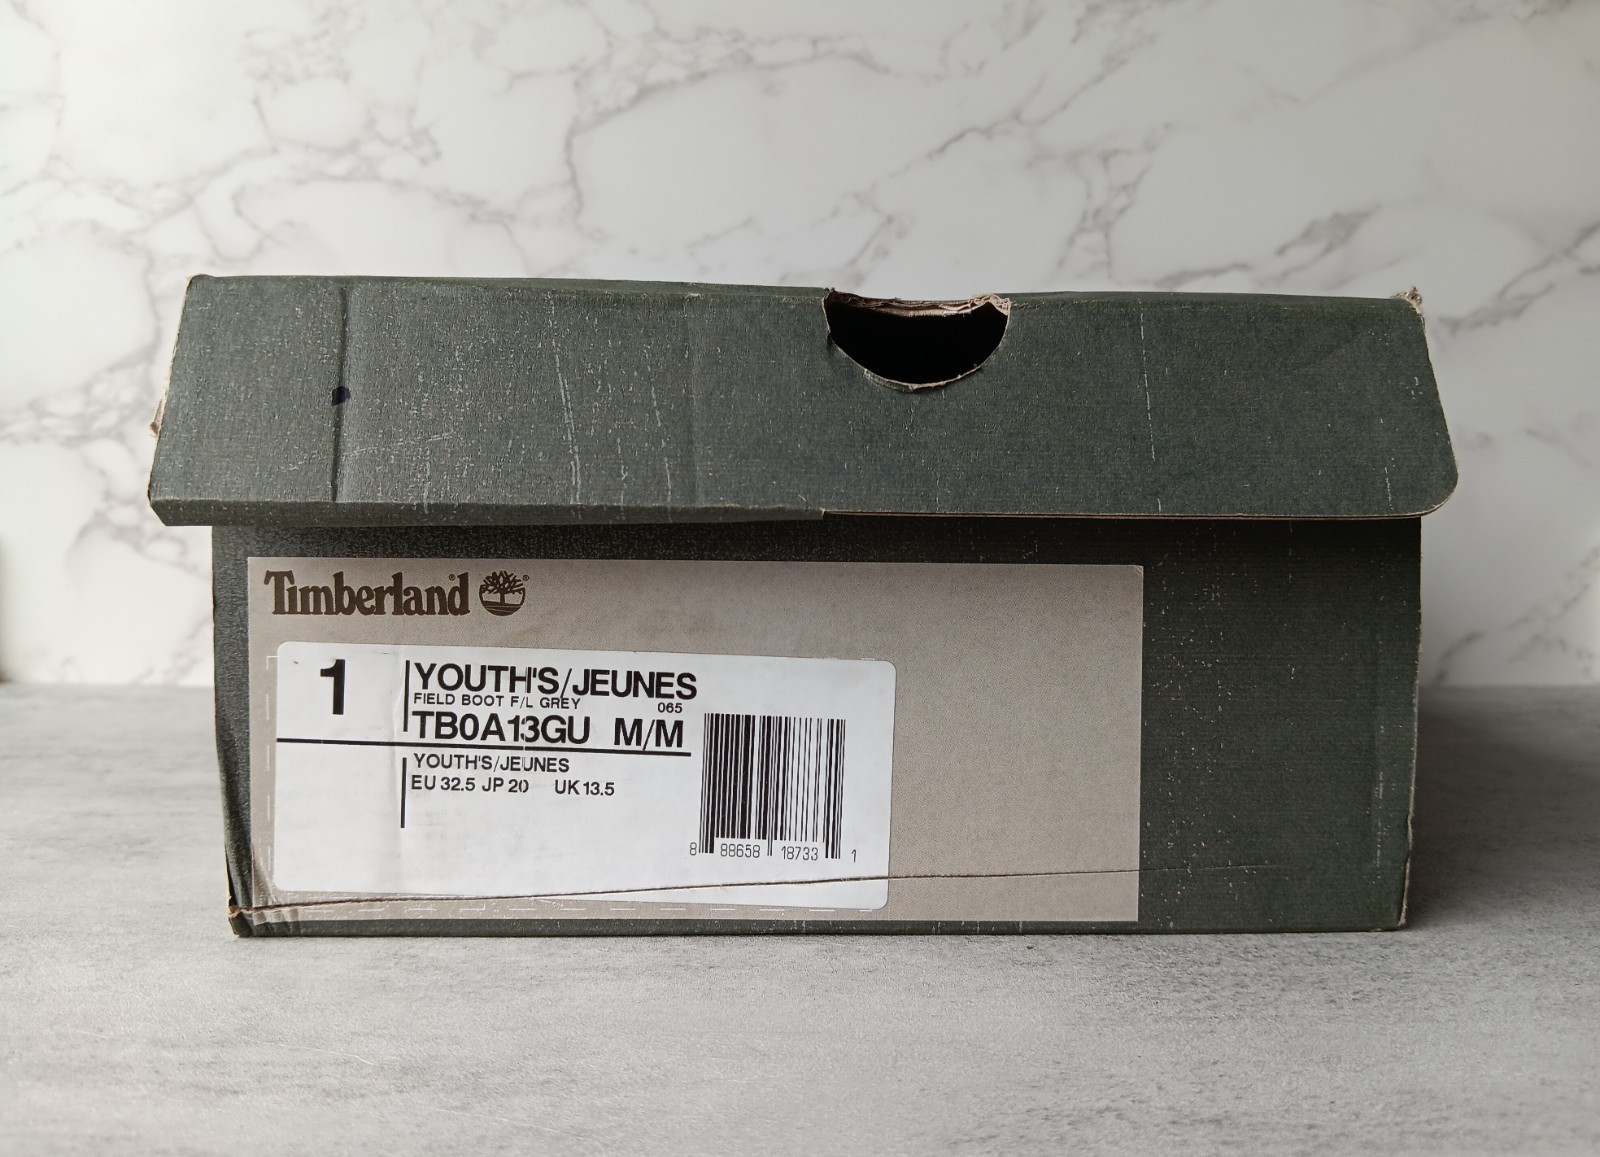 Timberland®
1
YOUTH'S/JEUNES
FIELD BOOT F/L GREY 065
TB0A13GU M/M
YOUTH'S/JEUNES
EU 32.5 JP 20 UK 13.5
8 88658 18733 1